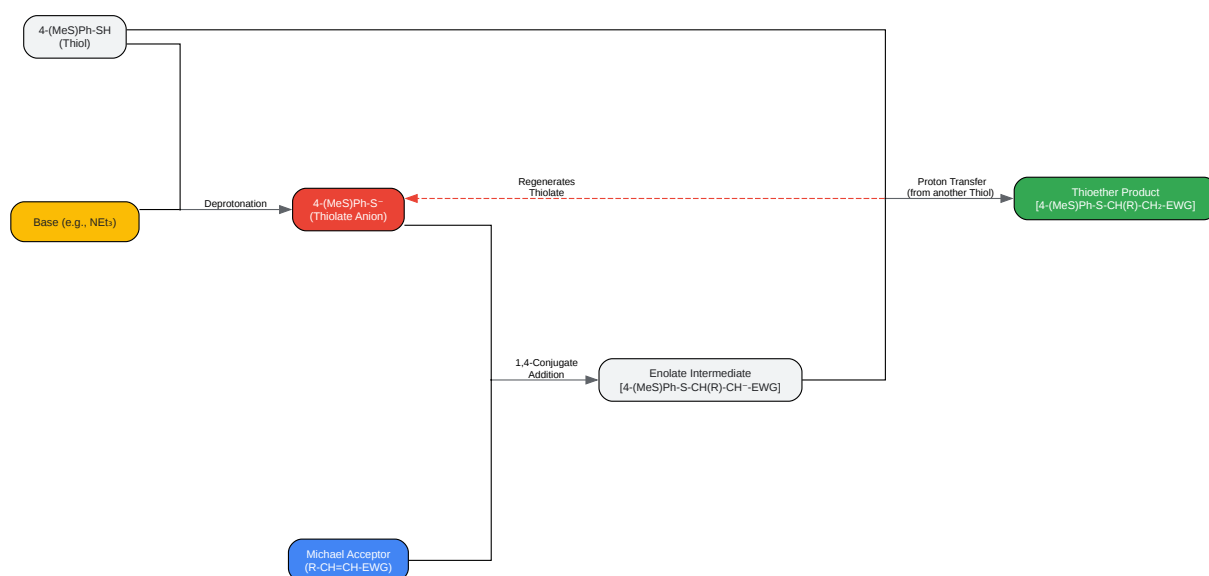 4-(MeS)Ph-SH
(Thiol)
Regenerates
Thiolate
Proton Transfer
(from another Thiol)
Thioether Product
[4-(MeS)Ph-S-CH(R)-CH₂-EWG]
Base (e.g., NEt₃)
Deprotonation
4-(MeS)Ph-S⁻
(Thiolate Anion)
1,4-Conjugate
Addition
Enolate Intermediate
[4-(MeS)Ph-S-CH(R)-CH⁻-EWG]
Michael Acceptor
(R-CH=CH-EWG)